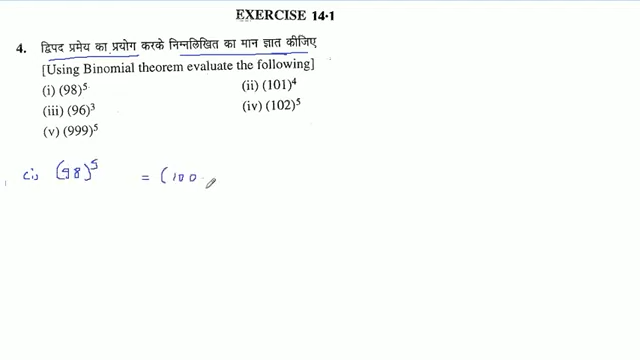 EXERCISE 14·1
4. द्विपद प्रमेय का प्रयोग करके निम्नलिखित का मान ज्ञात कीजिए
[Using Binomial theorem evaluate the following]
(i) (98)⁵ (ii) (101)⁴
(iii) (96)³ (iv) (102)⁵
(v) (999)⁵
(i) (98)⁵ = (100